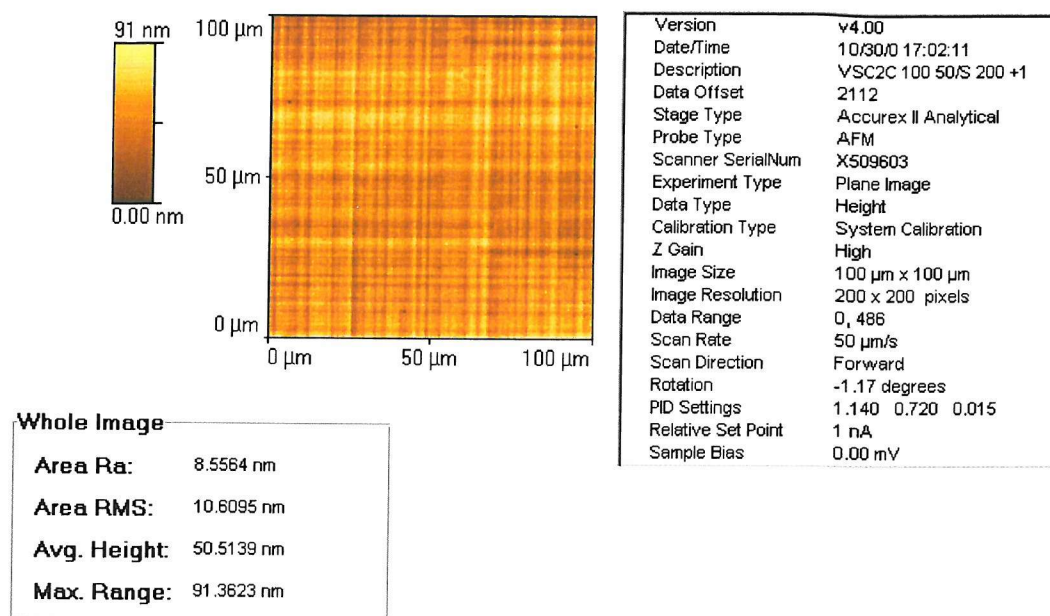 91 nm
0.00 nm
100 µm
50 µm
0 µm
0 µm 50 µm 100 µm
Version v4.00
Date/Time 10/30/0 17:02:11
Description VSC2C 100 50/S 200 +1
Data Offset 2112
Stage Type Accurex II Analytical
Probe Type AFM
Scanner SerialNum X509603
Experiment Type Plane Image
Data Type Height
Calibration Type System Calibration
Z Gain High
Image Size 100 µm x 100 µm
Image Resolution 200 x 200 pixels
Data Range 0, 486
Scan Rate 50 µm/s
Scan Direction Forward
Rotation -1.17 degrees
PID Settings 1.140 0.720 0.015
Relative Set Point 1 nA
Sample Bias 0.00 mV
Whole Image
Area Ra: 8.5564 nm
Area RMS: 10.6095 nm
Avg. Height: 50.5139 nm
Max. Range: 91.3623 nm